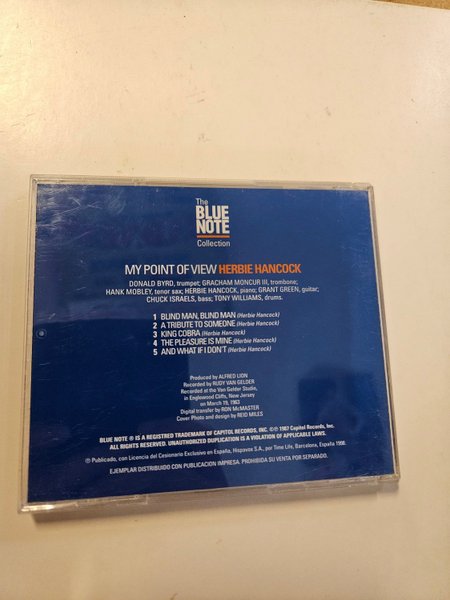 The
BLUE
NOTE
Collection
MY POINT OF VIEW HERBIE HANCOCK
DONALD BYRD, trumpet; GRACHAM MONCUR III, trombone;
HANK MOBLEY, tenor sax; HERBIE HANCOCK, piano; GRANT GREEN, guitar;
CHUCK ISRAELS, bass; TONY WILLIAMS, drums.
1 BLIND MAN, BLIND MAN (Herbie Hancock)
2 A TRIBUTE TO SOMEONE (Herbie Hancock)
3 KING COBRA (Herbie Hancock)
4 THE PLEASURE IS MINE (Herbie Hancock)
5 AND WHAT IF I DON'T (Herbie Hancock)
Produced by ALFRED LION
Recorded by RUDY VAN GELDER
Recorded at the Van Gelder Studio,
in Englewood Cliffs, New Jersey
on March 19, 1963
Digital transfer by RON McMASTER
Cover Photo and design by REID MILES
BLUE NOTE ® IS A REGISTRED TRADEMARK OF CAPITOL RECORDS, INC. ©℗ 1987 Capitol Records, Inc.
ALL RIGHTS RESERVED. UNAUTHORIZED DUPLICATION IS A VIOLATION OF APPLICABLE LAWS.
℗ Publicado, con Licencia del Cesionario Exclusivo en España, Hispavox S.A., por Time Life, Barcelona, España 1998.
EJEMPLAR DISTRIBUIDO CON PUBLICACION IMPRESA. PROHIBIDA SU VENTA POR SEPARADO.